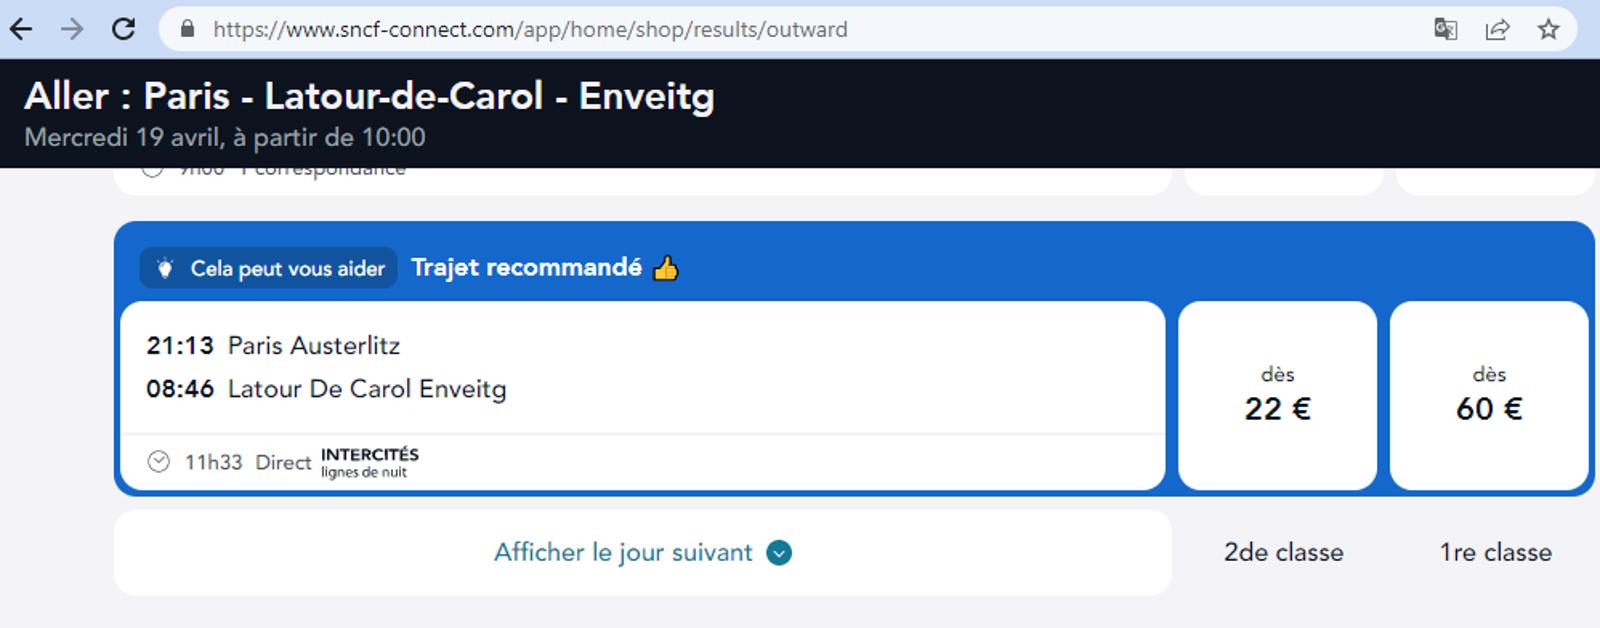 https://www.sncf-connect.com/app/home/shop/results/outward
Aller : Paris - Latour-de-Carol - Enveitg
Mercredi 19 avril, à partir de 10:00
9h00 1 correspondance
Cela peut vous aider Trajet recommandé 👍
21:13 Paris Austerlitz
08:46 Latour De Carol Enveitg
11h33 Direct INTERCITÉS
lignes de nuit
dès
22 €
dès
60 €
Afficher le jour suivant
2de classe
1re classe